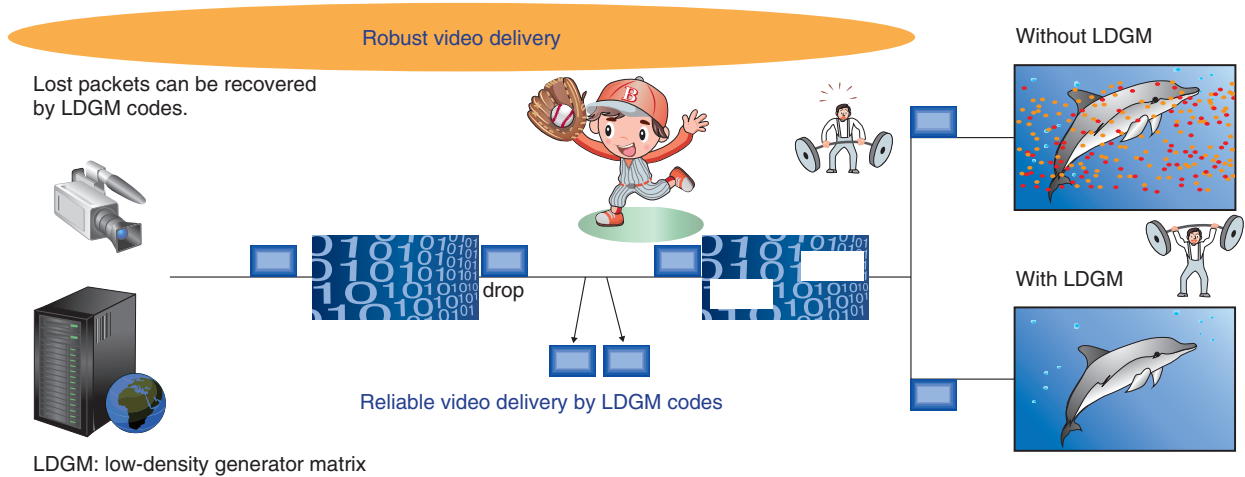 Robust video delivery
Without LDGM
Lost packets can be recovered
by LDGM codes.
B
drop
With LDGM
Reliable video delivery by LDGM codes
LDGM: low-density generator matrix